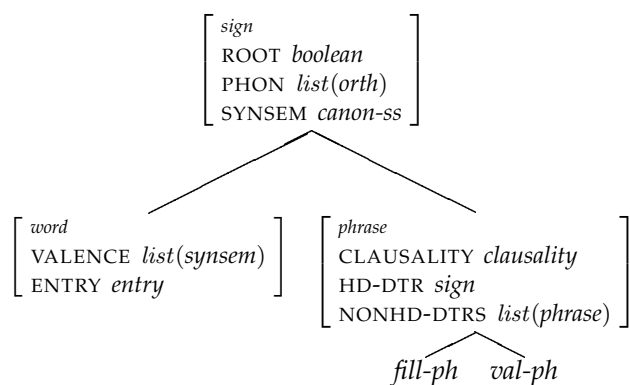 sign
ROOT boolean
PHON list(orth)
SYNSEM canon-ss
word
VALENCE list(synsem)
ENTRY entry
phrase
CLAUSALITY clausality
HD-DTR sign
NONHD-DTRS list(phrase)
fill-ph val-ph